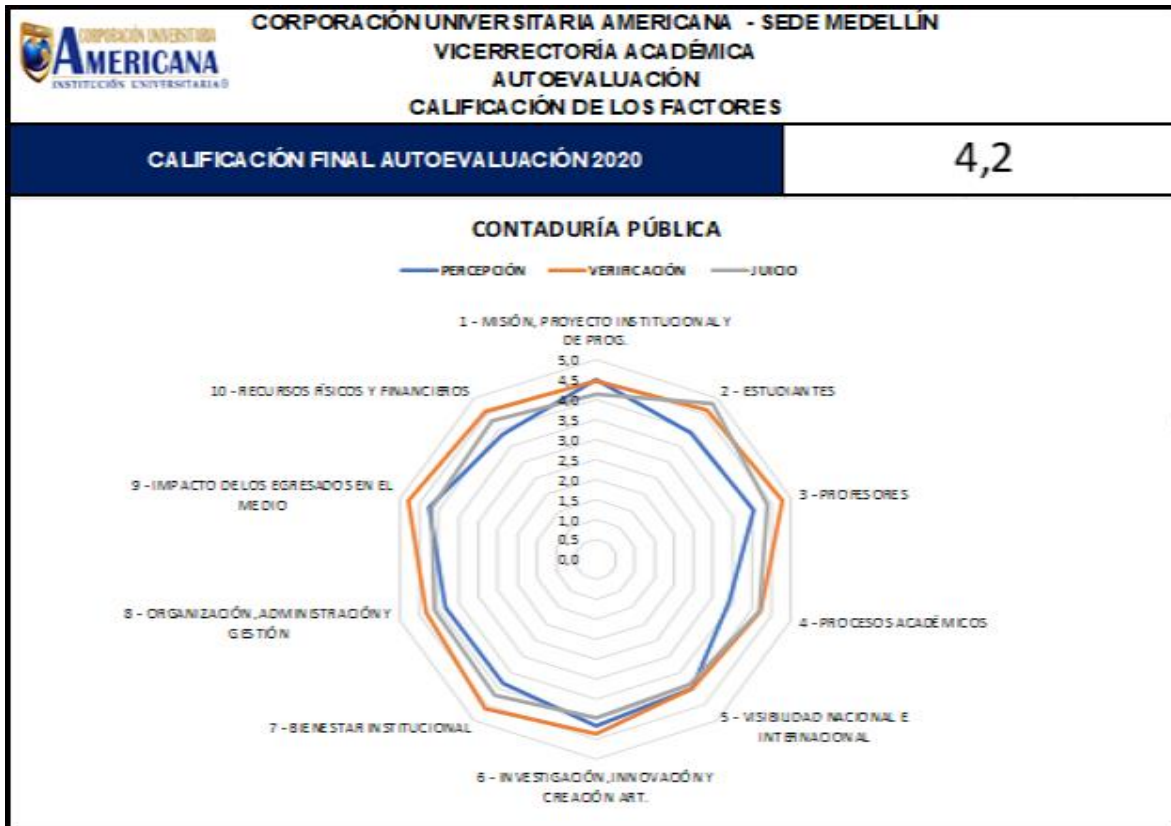 CORPORACIÓN UNIVERSITARIA
AMERICANA
INSTITUCIÓN UNIVERSITARIA
CORPORACIÓN UNIVERSITARIA AMERICANA - SEDE MEDELLÍN
VICERRECTORÍA ACADÉMICA
AUTOEVALUACIÓN
CALIFICACIÓN DE LOS FACTORES
CALIFICACIÓN FINAL AUTOEVALUACIÓN 2020
4,2
CONTADURÍA PÚBLICA
PERCEPCIÓN
VERIFICACIÓN
JUICIO
1 - MISIÓN, PROYECTO INSTITUCIONAL Y
DE PROG.
5,0
4,5
4,0
3,5
3,0
2,5
2,0
1,5
1,0
0,5
0,0
2 - ESTUDIANTES
3 - PROFESORES
4 - PROCESOS ACADÉMICOS
5 - VISIBILIDAD NACIONAL E
INTERNACIONAL
6 - INVESTIGACIÓN, INNOVACIÓN Y
CREACIÓN ART.
7 - BIENESTAR INSTITUCIONAL
8 - ORGANIZACIÓN, ADMINISTRACIÓN Y
GESTIÓN
9 - IMPACTO DE LOS EGRESADOS EN EL
MEDIO
10 - RECURSOS FÍSICOS Y FINANCIEROS